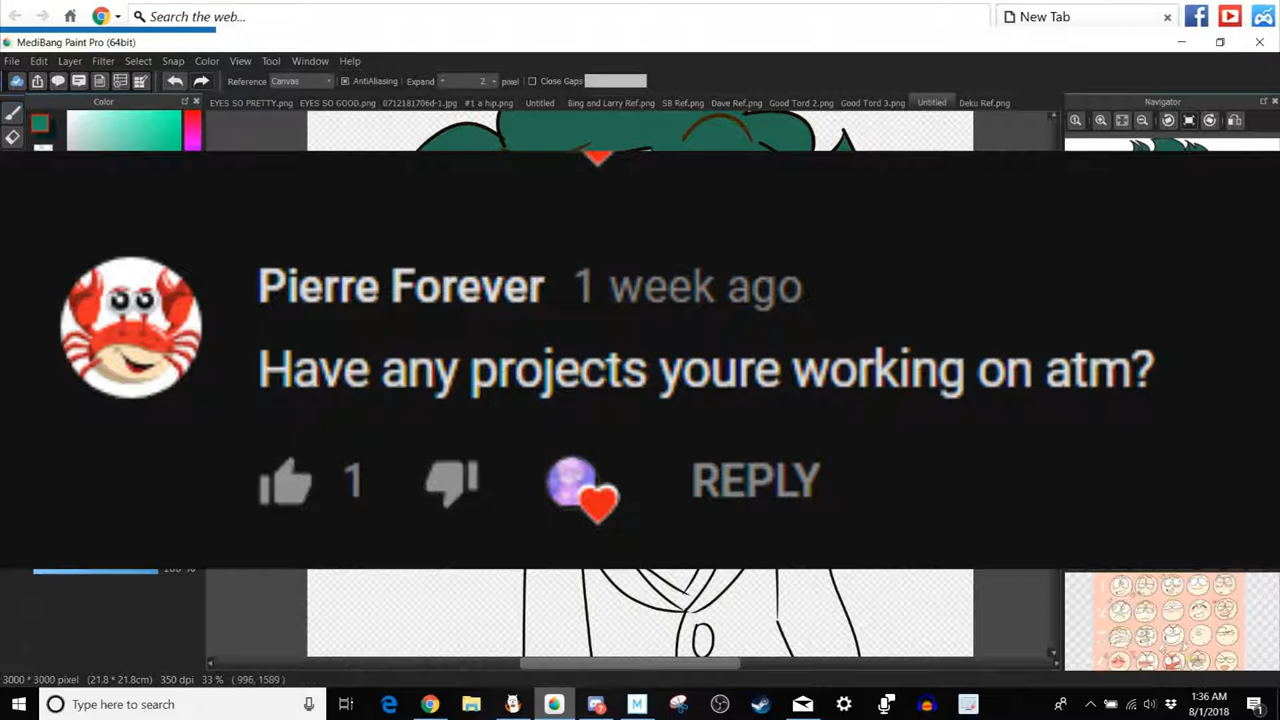 Search the web...
New Tab
MediBang Paint Pro (64bit)
File Edit Layer Filter Select Snap Color View Tool Window Help
Reference Canvas AntiAliasing Expand 2 pixel Close Gaps
Color
EYES SO PRETTY.png EYES SO GOOD.png 0712181706d-1.jpg #1 a hip.png Untitled Bing and Larry Ref.png SB Ref.png Dave Ref.png Good Tord 2.png Good Tord 3.png Untitled Deku Ref.png
Navigator
Pierre Forever 1 week ago
Have any projects youre working on atm?
1 REPLY
3000 * 3000 pixel (21.8 * 21.8cm) 350 dpi 33 % (996, 1589)
Type here to search
1:36 AM
8/1/2018